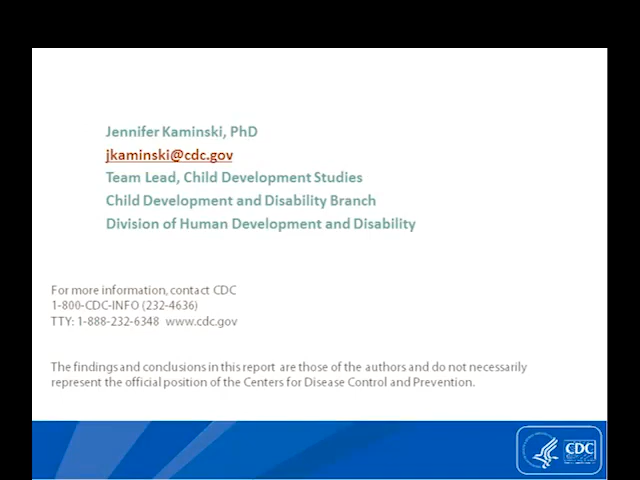 Jennifer Kaminski, PhD
jkaminski@cdc.gov
Team Lead, Child Development Studies
Child Development and Disability Branch
Division of Human Development and Disability
For more information, contact CDC
1-800-CDC-INFO (232-4636)
TTY: 1-888-232-6348 www.cdc.gov
The findings and conclusions in this report are those of the authors and do not necessarily
represent the official position of the Centers for Disease Control and Prevention.
CDC